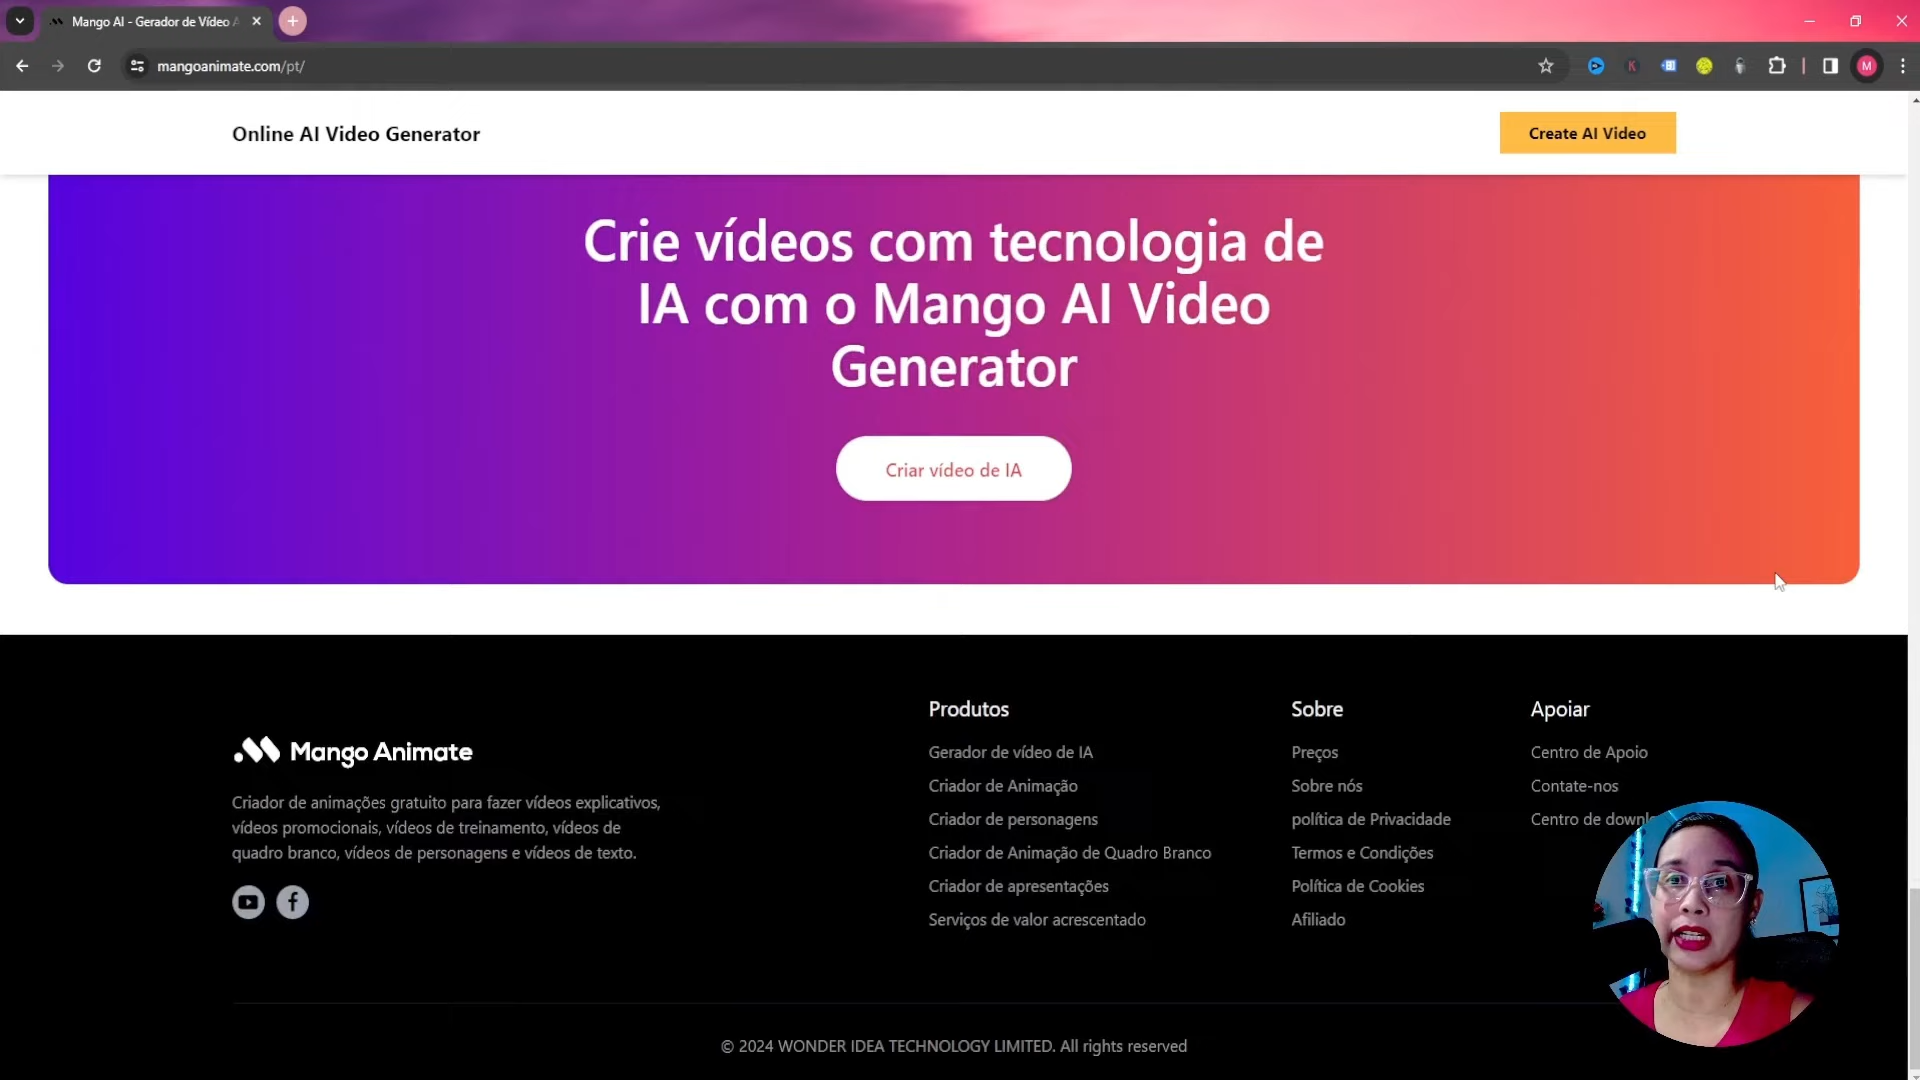 Mango AI - Gerador de Vídeo
mangoanimate.com/pt/
K
M
Online AI Video Generator
Create AI Video
Crie vídeos com tecnologia de
IA com o Mango AI Video
Generator
Criar vídeo de IA
Mango Animate
Criador de animações gratuito para fazer vídeos explicativos,
vídeos promocionais, vídeos de treinamento, vídeos de
quadro branco, vídeos de personagens e vídeos de texto.
Produtos
Gerador de vídeo de IA
Criador de Animação
Criador de personagens
Criador de Animação de Quadro Branco
Criador de apresentações
Serviços de valor acrescentado
Sobre
Preços
Sobre nós
política de Privacidade
Termos e Condições
Política de Cookies
Afiliado
Apoiar
Centro de Apoio
Contate-nos
Centro de downl
© 2024 WONDER IDEA TECHNOLOGY LIMITED. All rights reserved